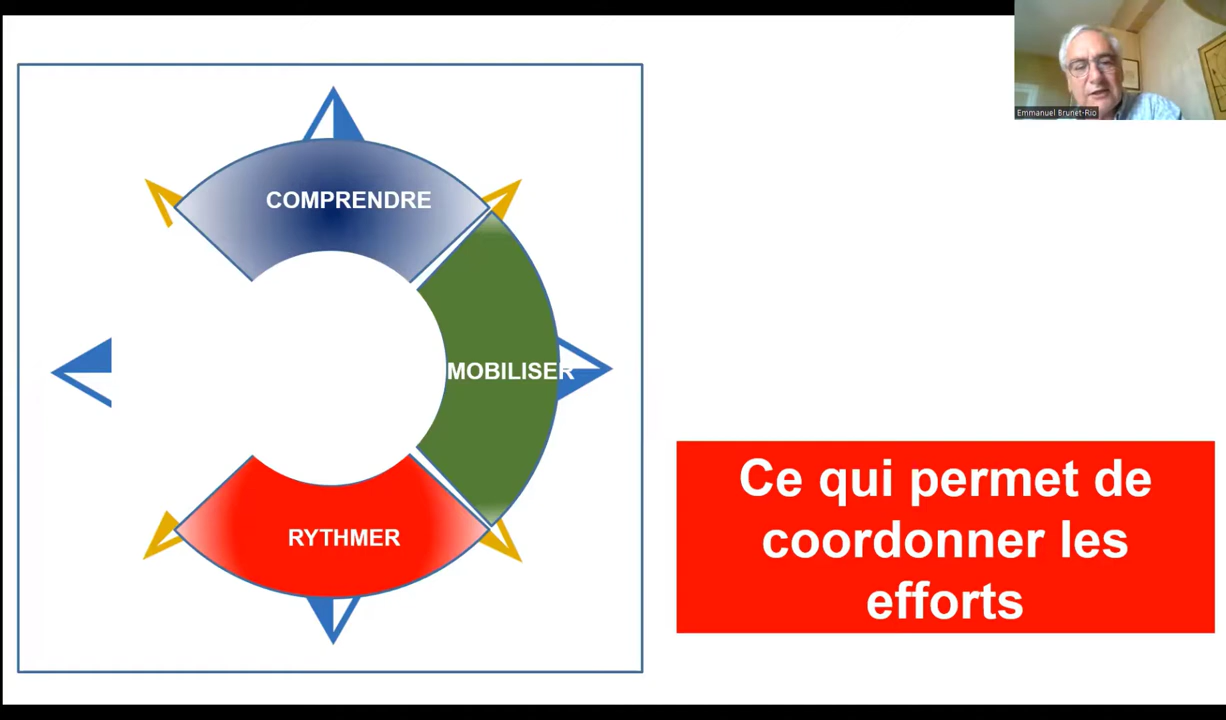 Emmanuel Brunet-Rio
COMPRENDRE
MOBILISER
RYTHMER
Ce qui permet de
coordonner les
efforts